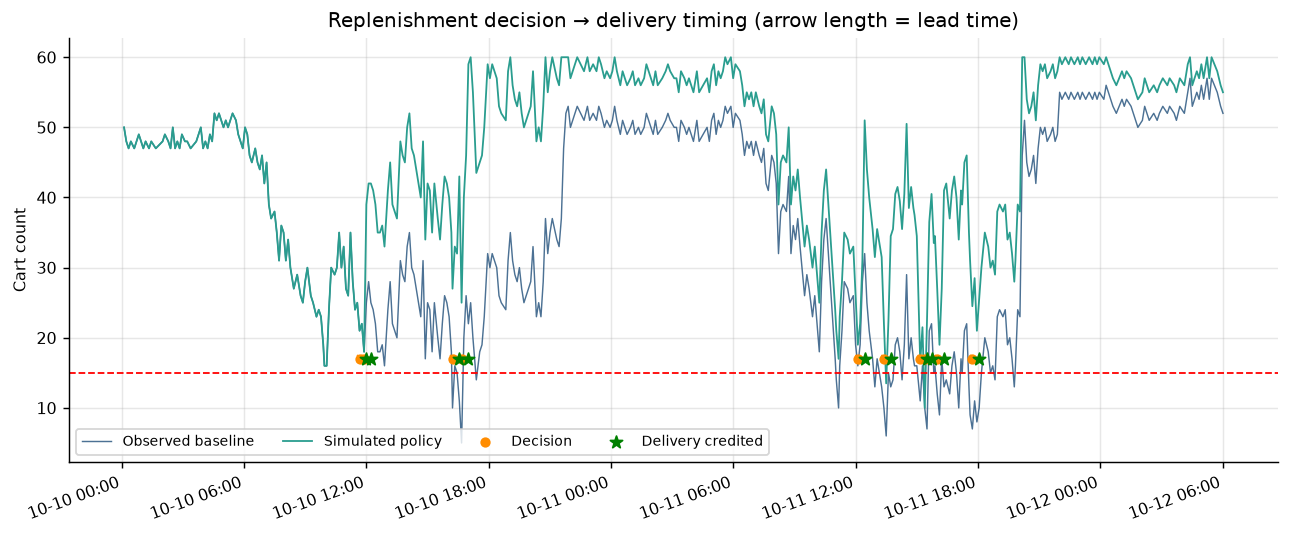 Replenishment decision → delivery timing (arrow length = lead time)
Cart count
60
50
40
30
20
10
Observed baseline
Simulated policy
Decision
Delivery credited
10-10 00:00
10-10 06:00
10-10 12:00
10-10 18:00
10-11 00:00
10-11 06:00
10-11 12:00
10-11 18:00
10-12 00:00
10-12 06:00